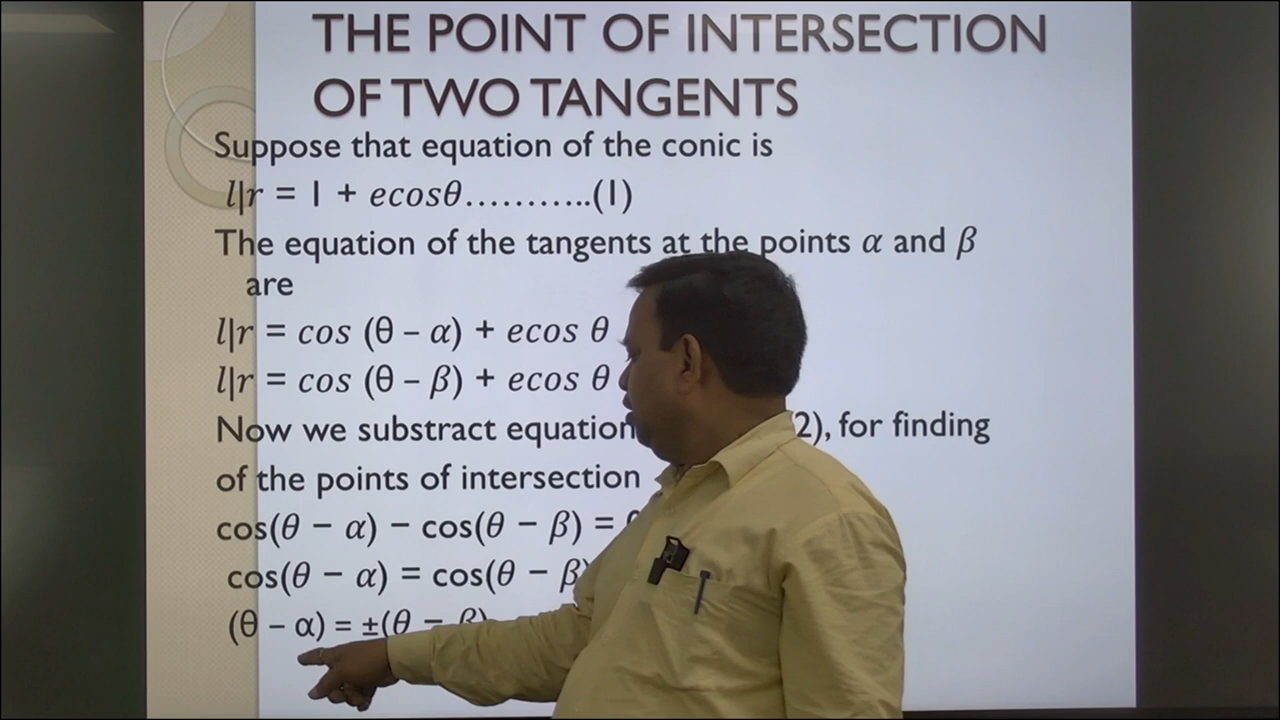 THE POINT OF INTERSECTION
OF TWO TANGENTS
Suppose that equation of the conic is
l|r = 1 + ecosθ………..(1)
The equation of the tangents at the points α and β
are
l|r = cos (θ – α) + ecos θ
l|r = cos (θ – β) + ecos θ
Now we substract equation 2), for finding
of the points of intersection
cos(θ − α) − cos(θ − β) =
cos(θ − α) = cos(θ − β)
(θ − α) = ±(θ − β)